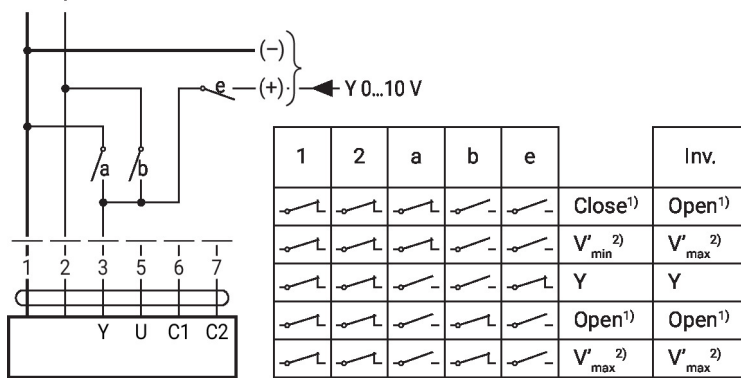 (–)
e (+) Y 0...10 V
a b
1 2 3 5 6 7
Y U C1 C2
1 2 a b e Inv.
Close¹⁾ Open¹⁾
V'min²⁾ V'max²⁾
Y Y
Open¹⁾ Open¹⁾
V'max²⁾ V'max²⁾